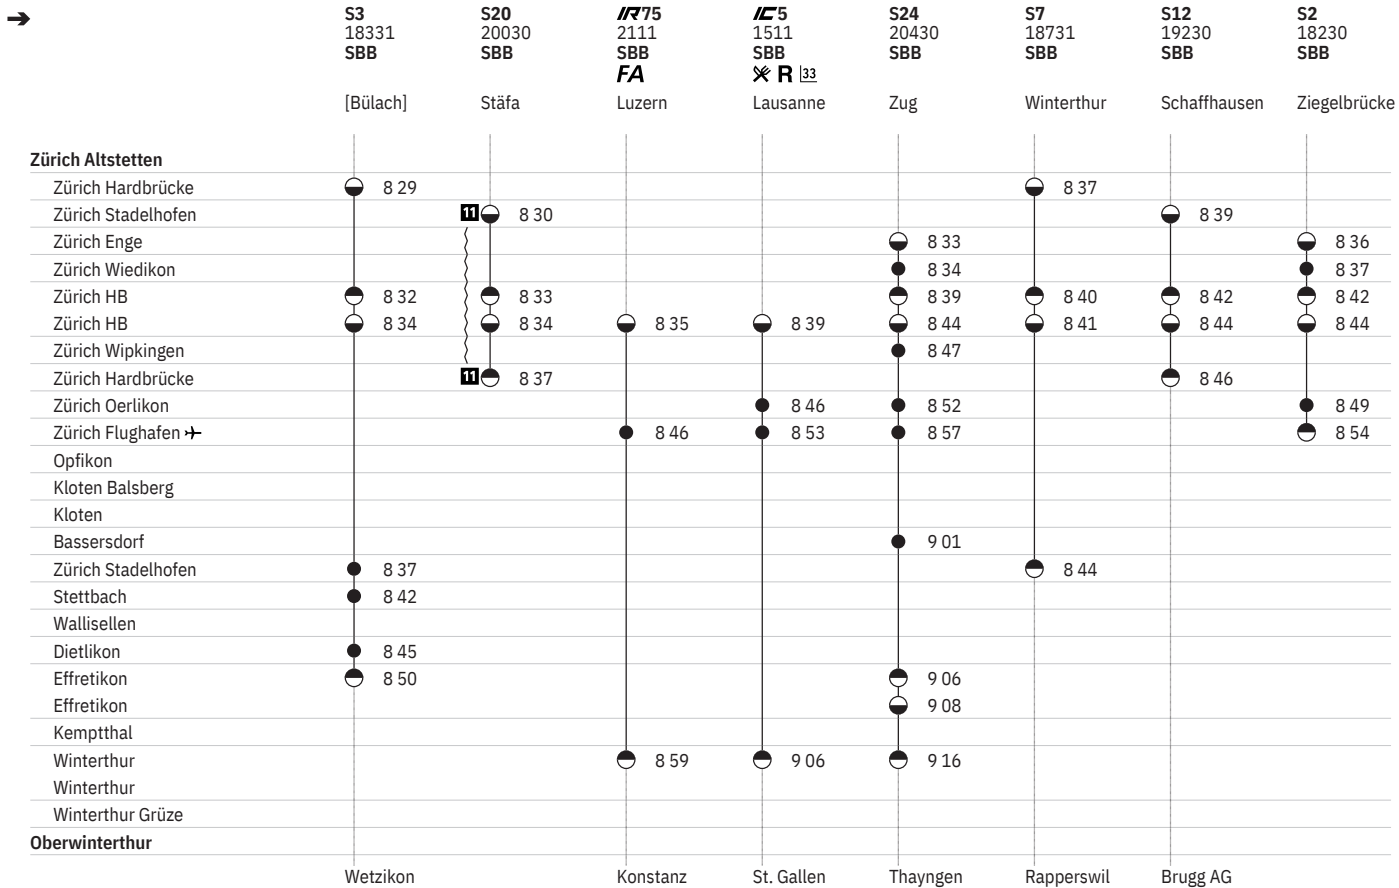 ➔ S3 S20 IR75 IC5 S24 S7 S12 S2
18331 20030 2111 1511 20430 18731 19230 18230
SBB SBB SBB SBB SBB SBB SBB SBB
FA R 33
[Bülach] Stäfa Luzern Lausanne Zug Winterthur Schaffhausen Ziegelbrücke
Zürich Altstetten
Zürich Hardbrücke 8 29 8 37
Zürich Stadelhofen 11 8 30 8 39
Zürich Enge 8 33 8 36
Zürich Wiedikon 8 34 8 37
Zürich HB 8 32 8 33 8 39 8 40 8 42 8 42
Zürich HB 8 34 8 34 8 35 8 39 8 44 8 41 8 44 8 44
Zürich Wipkingen 8 47
Zürich Hardbrücke 11 8 37 8 46
Zürich Oerlikon 8 46 8 52 8 49
Zürich Flughafen 8 46 8 53 8 57 8 54
Opfikon
Kloten Balsberg
Kloten
Bassersdorf 9 01
Zürich Stadelhofen 8 37 8 44
Stettbach 8 42
Wallisellen
Dietlikon 8 45
Effretikon 8 50 9 06
Effretikon 9 08
Kemptthal
Winterthur 8 59 9 06 9 16
Winterthur
Winterthur Grüze
Oberwinterthur
Wetzikon Konstanz St. Gallen Thayngen Rapperswil Brugg AG